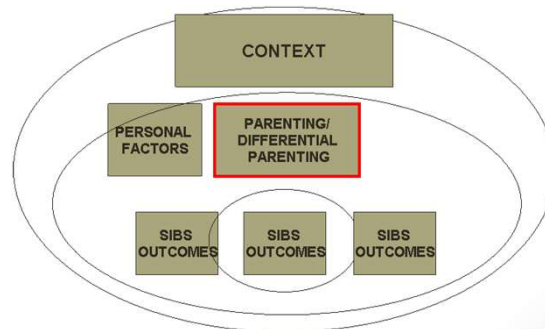 CONTEXT
PERSONAL
FACTORS
PARENTING/
DIFFERENTIAL
PARENTING
SIBS
OUTCOMES
SIBS
OUTCOMES
SIBS
OUTCOMES